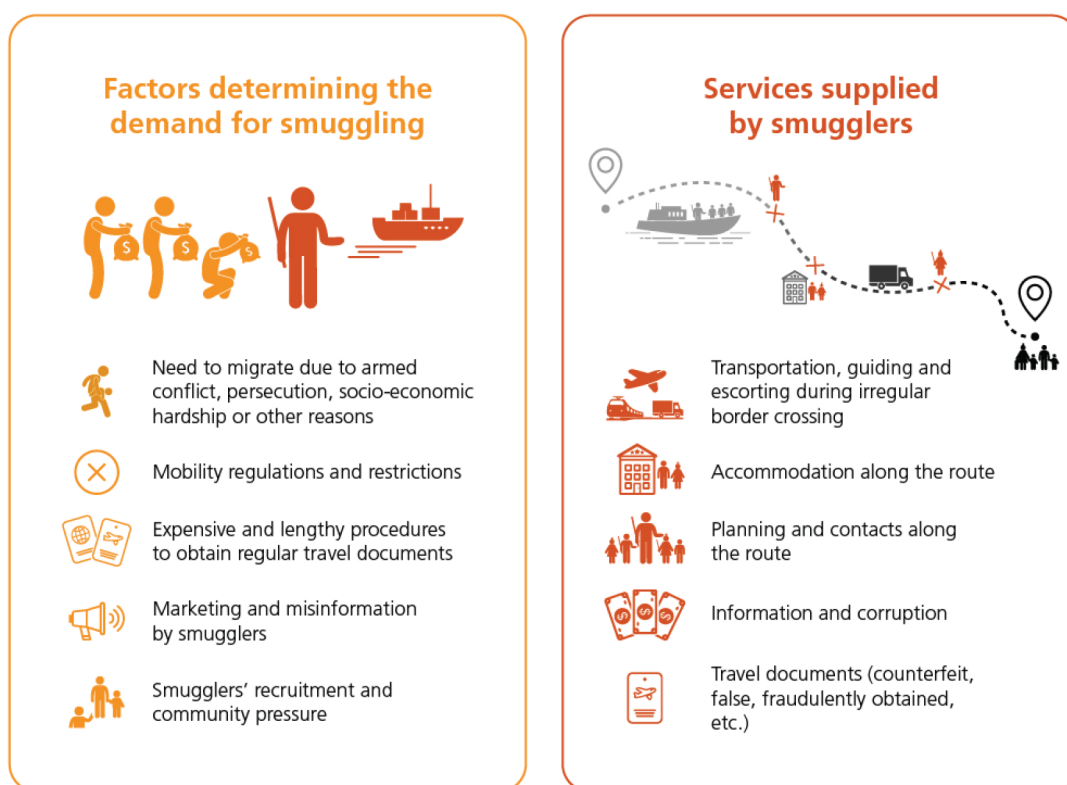 Factors determining the
demand for smuggling
$
$
$
Need to migrate due to armed
conflict, persecution, socio-economic
hardship or other reasons
Mobility regulations and restrictions
Expensive and lengthy procedures
to obtain regular travel documents
Marketing and misinformation
by smugglers
Smugglers' recruitment and
community pressure
Services supplied
by smugglers
Transportation, guiding and
escorting during irregular
border crossing
Accommodation along the route
Planning and contacts along
the route
$
$
$
Information and corruption
Travel documents (counterfeit,
false, fraudulently obtained,
etc.)